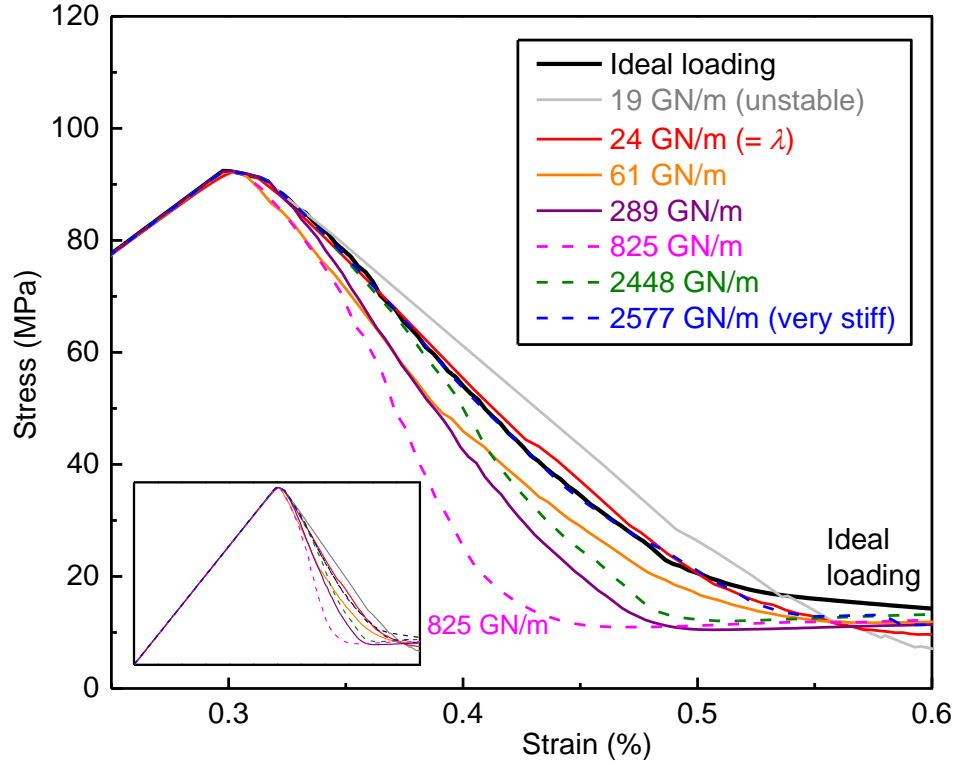 120
100
80
60
40
20
0
Stress (MPa)
Ideal loading
19 GN/m (unstable)
24 GN/m (= λ)
61 GN/m
289 GN/m
825 GN/m
2448 GN/m
2577 GN/m (very stiff)
Ideal
loading
825 GN/m
0.3
0.4
0.5
0.6
Strain (%)